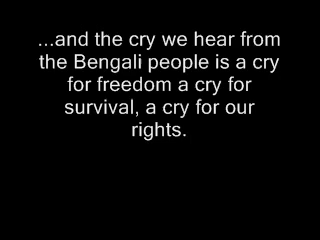 ...and the cry we hear from
the Bengali people is a cry
for freedom a cry for
survival, a cry for our
rights.